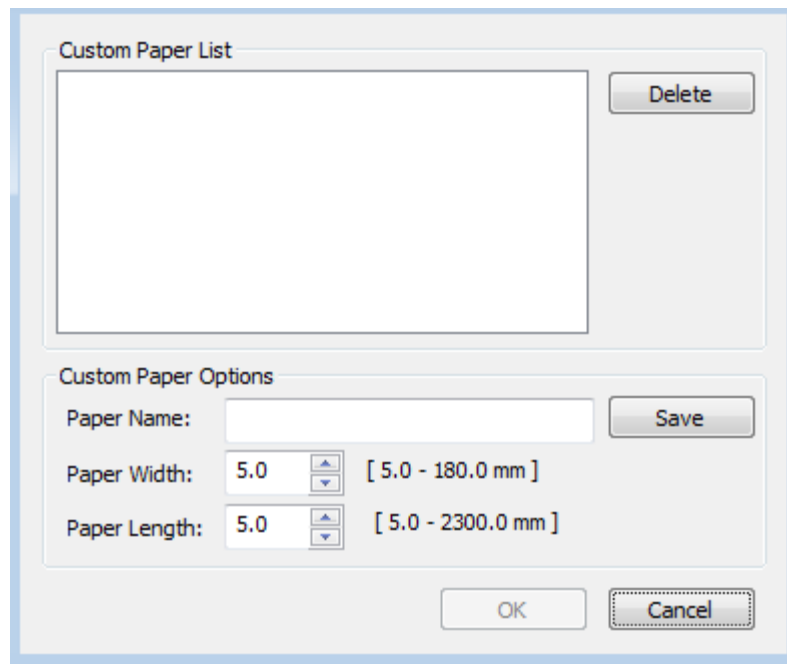 Custom Paper List
Delete
Custom Paper Options
Paper Name:
Save
Paper Width: 5.0 [ 5.0 - 180.0 mm ]
Paper Length: 5.0 [ 5.0 - 2300.0 mm ]
OK Cancel